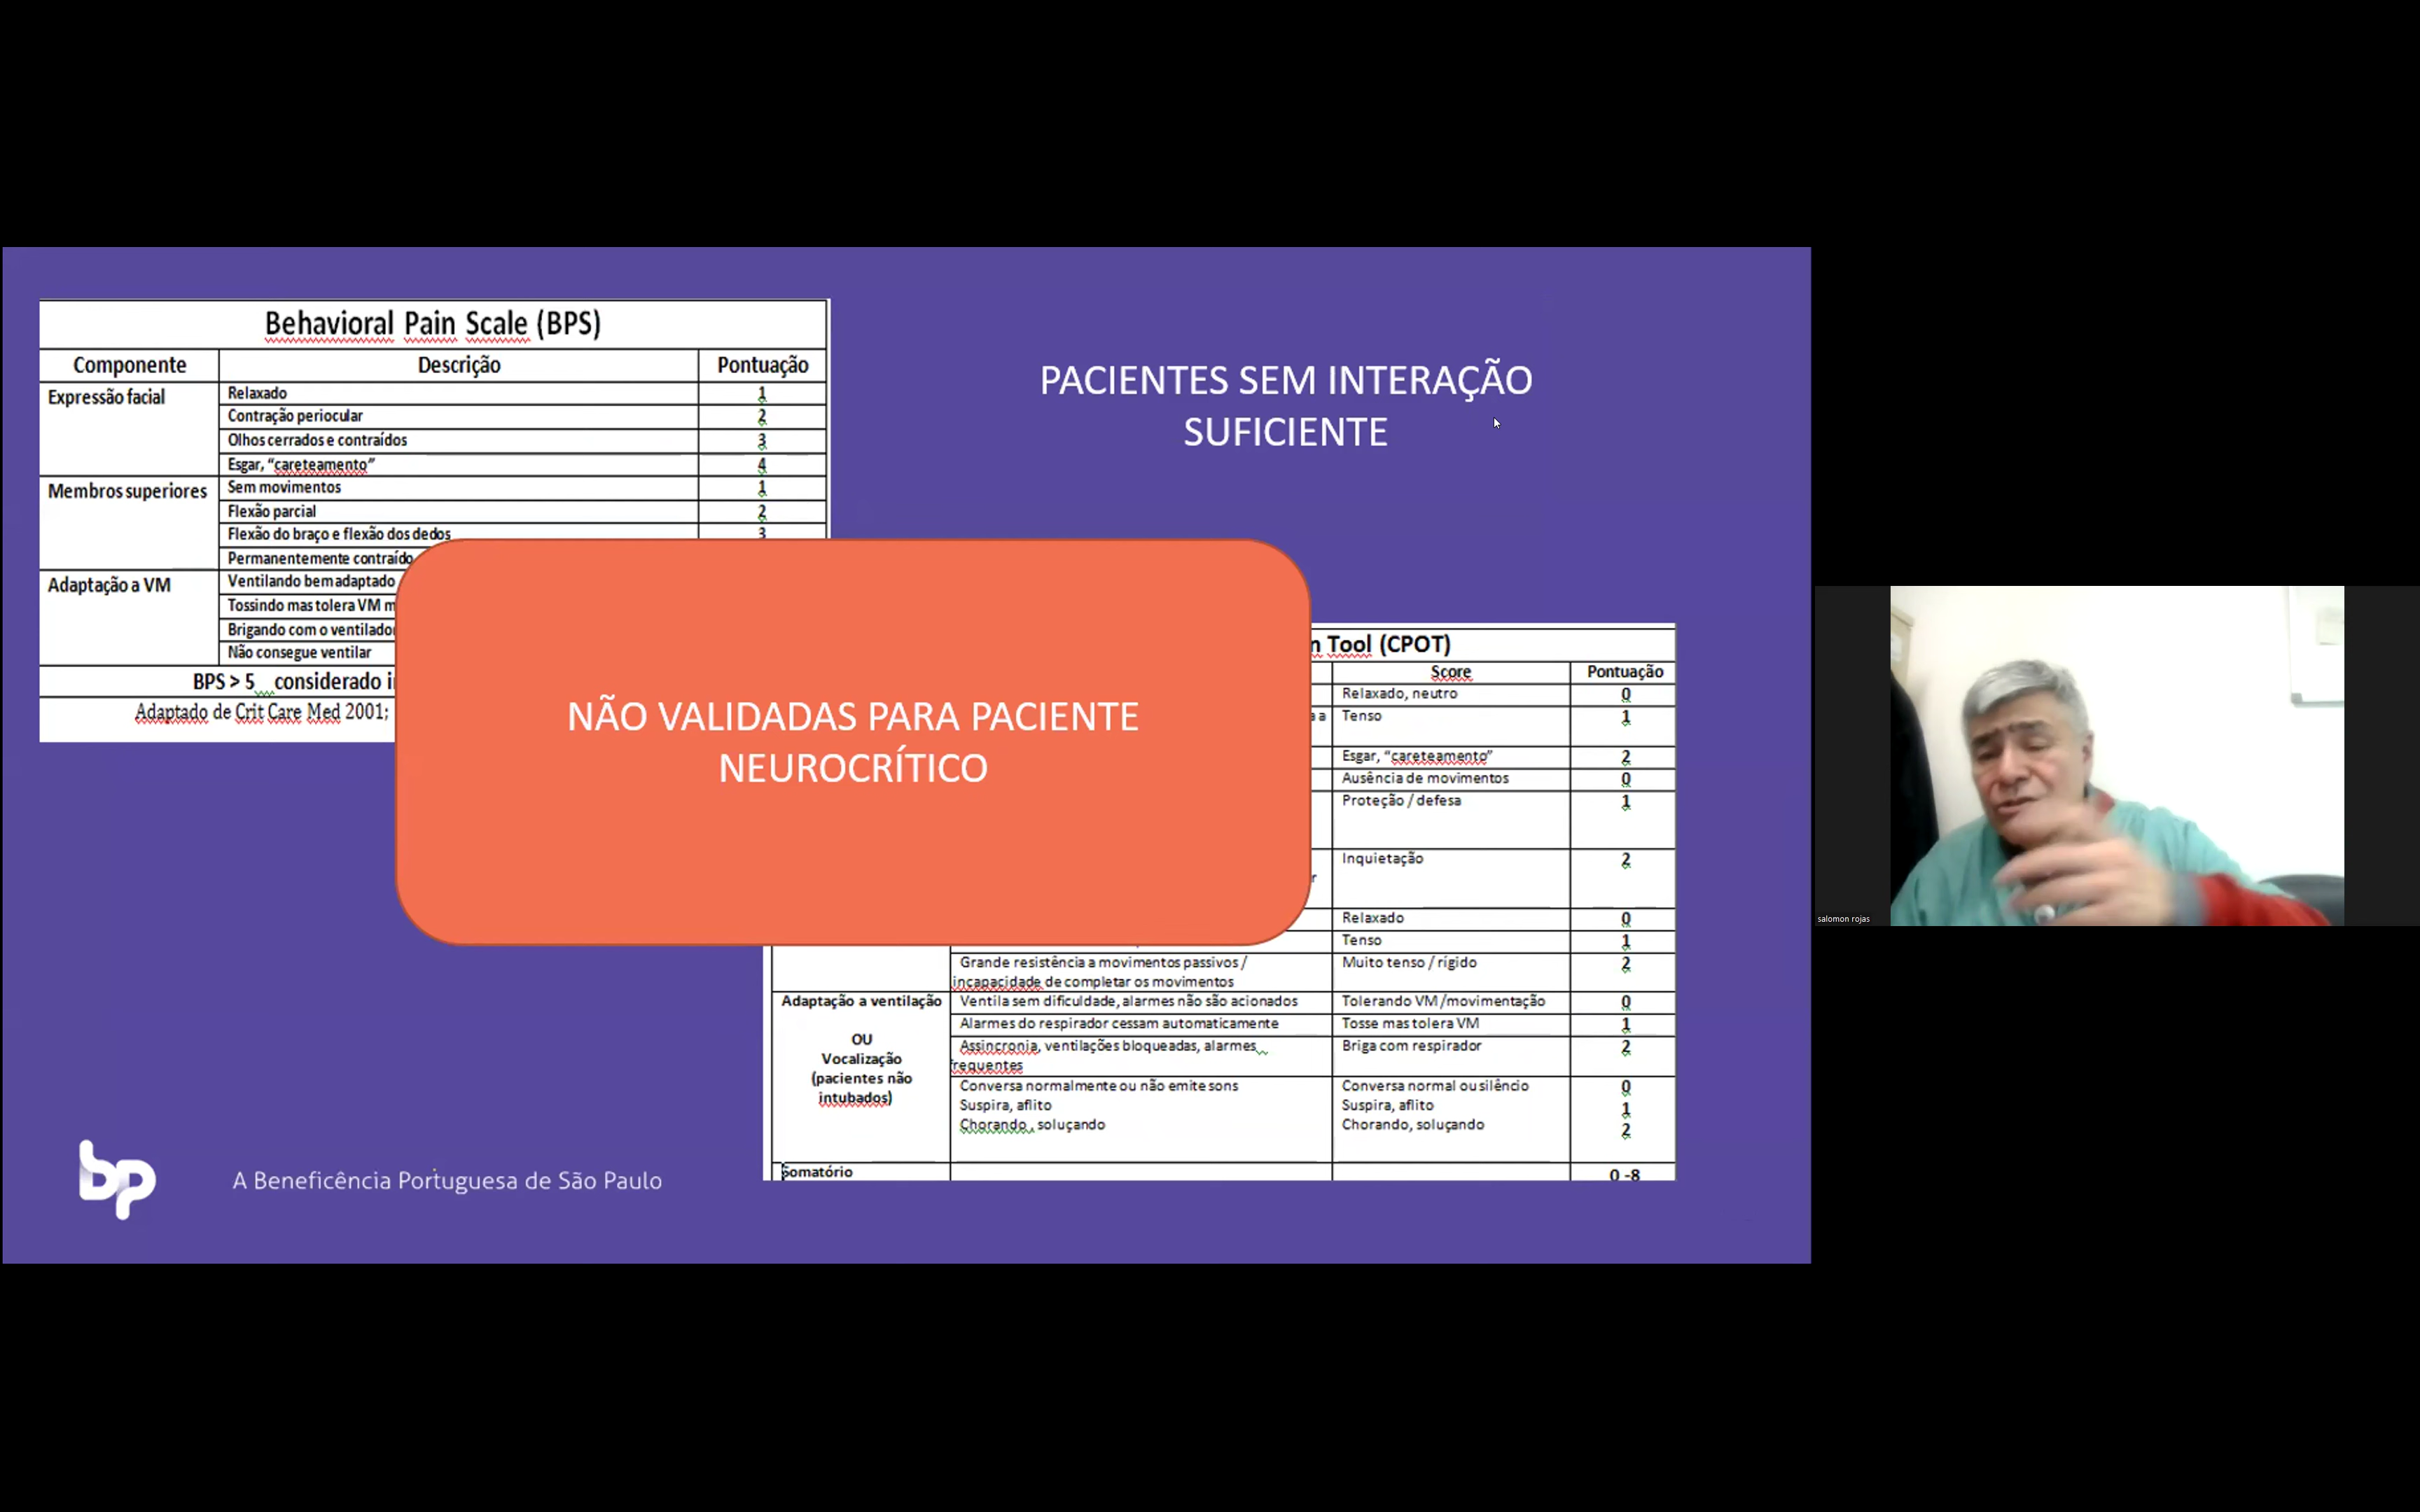 Behavioral Pain Scale (BPS)
Componente Descrição Pontuação
Expressão facial Relaxado 1
Contração periocular 2
Olhos cerrados e contraídos 3
Esgar, “careteamento” 4
Membros superiores Sem movimentos 1
Flexão parcial 2
Flexão do braço e flexão dos dedos 3
Permanentemente contraído
Adaptação a VM Ventilando bem adaptado
Tossindo mas tolera VM
Brigando com o ventilador
Não consegue ventilar
BPS > 5 considerado
Adaptado de Crit Care Med 2001;
PACIENTES SEM INTERAÇÃO
SUFICIENTE
NÃO VALIDADAS PARA PACIENTE
NEUROCRÍTICO
Tool (CPOT)
Score Pontuação
Relaxado, neutro 0
Tenso 1
Esgar, “careteamento” 2
Ausência de movimentos 0
Proteção / defesa 1
Inquietação 2
Relaxado 0
Tenso 1
Grande resistência a movimentos passivos / Muito tenso / rígido 2
incapacidade de completar os movimentos
Adaptação a ventilação Ventila sem dificuldade, alarmes não são acionados Tolerando VM /movimentação 0
Alarmes do respirador cessam automaticamente Tosse mas tolera VM 1
OU
Assincronia, ventilações bloqueadas, alarmes Briga com respirador 2
Vocalização
frequentes
(pacientes não
intubados)
Conversa normalmente ou não emite sons Conversa normal ou silêncio 0
Suspira, aflito Suspira, aflito 1
Chorando, soluçando Chorando, soluçando 2
Somatório 0 -8
bp
A Beneficência Portuguesa de São Paulo
salomon rojas